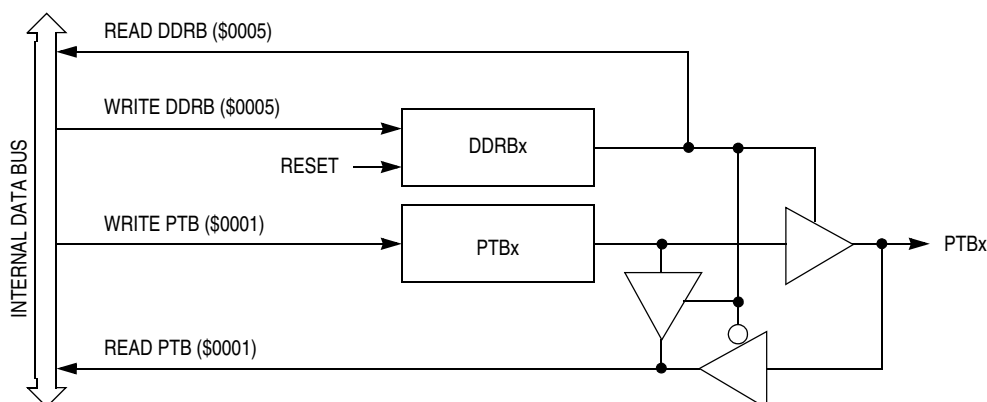 READ DDRB ($0005)
WRITE DDRB ($0005)
DDRBx
RESET
INTERNAL DATA BUS
WRITE PTB ($0001)
PTBx
PTBx
READ PTB ($0001)